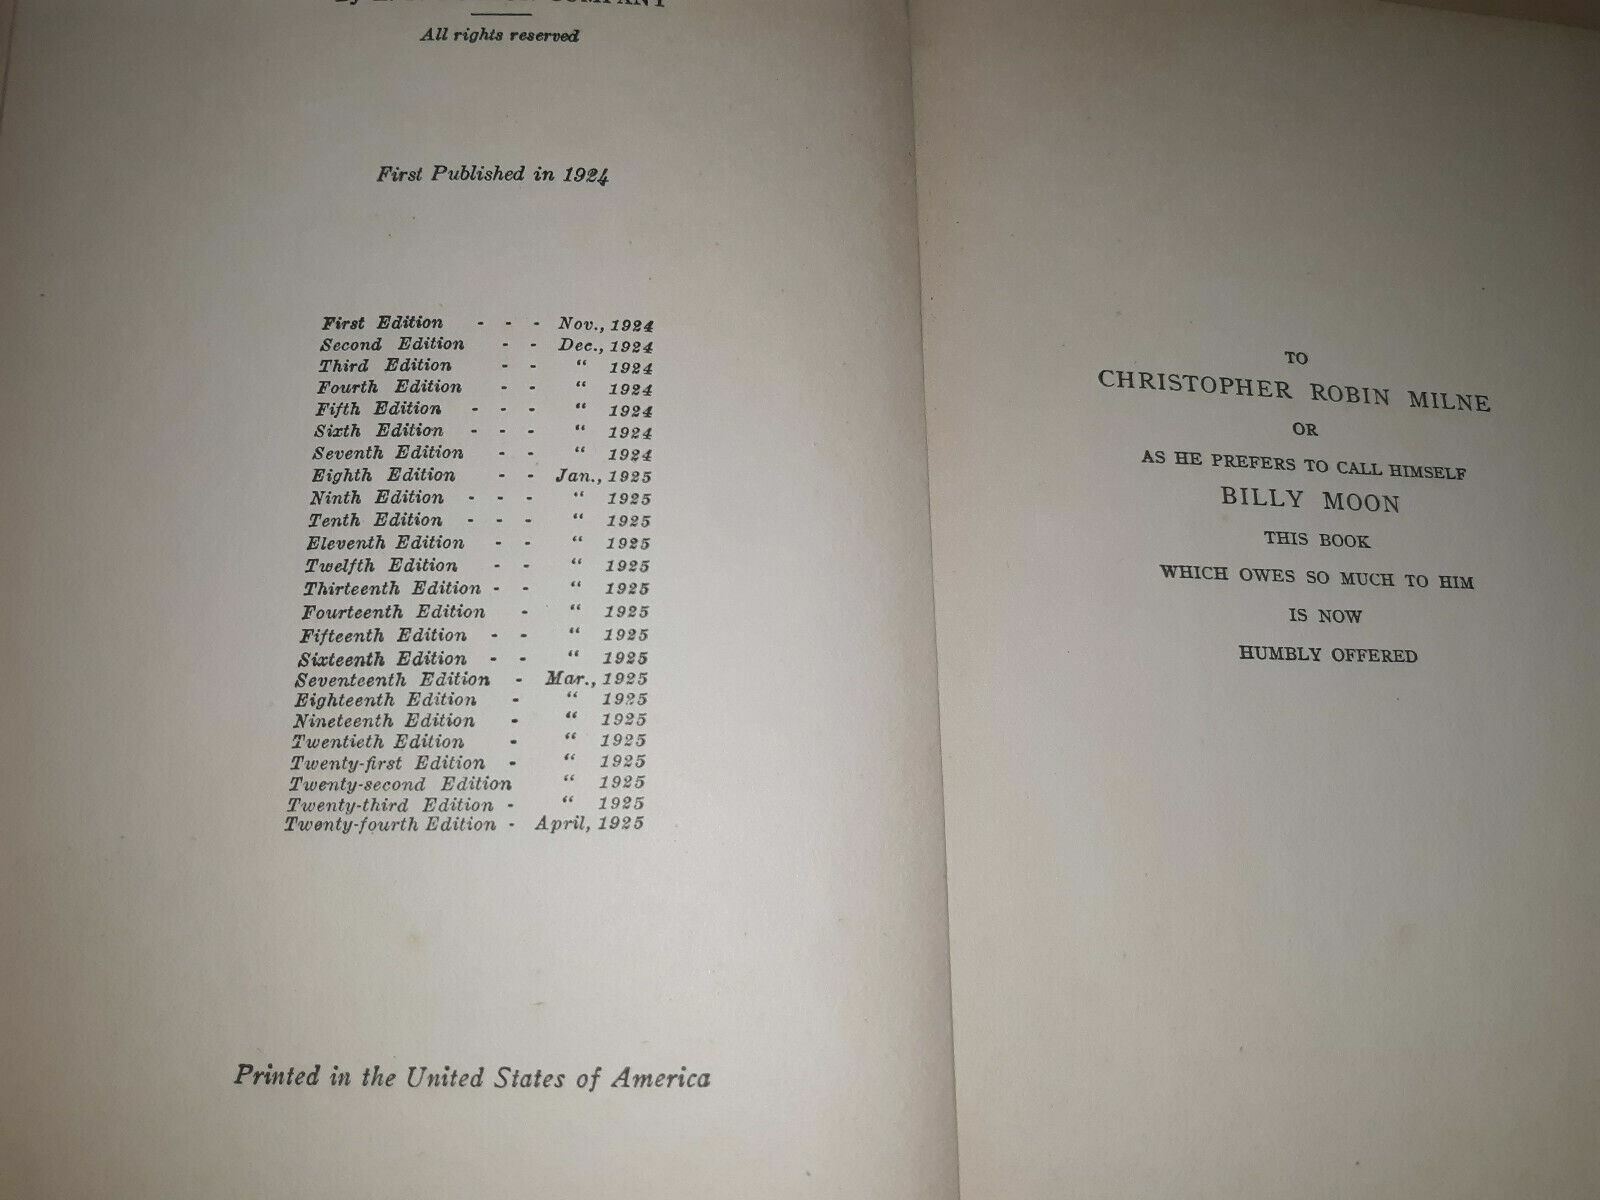 By E. COMPANY
All rights reserved
First Published in 1924
First Edition - - - Nov., 1924
Second Edition - - Dec., 1924
Third Edition - - “ 1924
Fourth Edition - - “ 1924
Fifth Edition - - - “ 1924
Sixth Edition - - - “ 1924
Seventh Edition - - “ 1924
Eighth Edition - - Jan., 1925
Ninth Edition - - - “ 1925
Tenth Edition - - - “ 1925
Eleventh Edition - - “ 1925
Twelfth Edition - - “ 1925
Thirteenth Edition - - “ 1925
Fourteenth Edition - “ 1925
Fifteenth Edition - - “ 1925
Sixteenth Edition - - “ 1925
Seventeenth Edition - Mar., 1925
Eighteenth Edition - “ 1925
Nineteenth Edition - “ 1925
Twentieth Edition - “ 1925
Twenty-first Edition - “ 1925
Twenty-second Edition “ 1925
Twenty-third Edition - “ 1925
Twenty-fourth Edition - April, 1925
Printed in the United States of America
TO
CHRISTOPHER ROBIN MILNE
OR
AS HE PREFERS TO CALL HIMSELF
BILLY MOON
THIS BOOK
WHICH OWES SO MUCH TO HIM
IS NOW
HUMBLY OFFERED